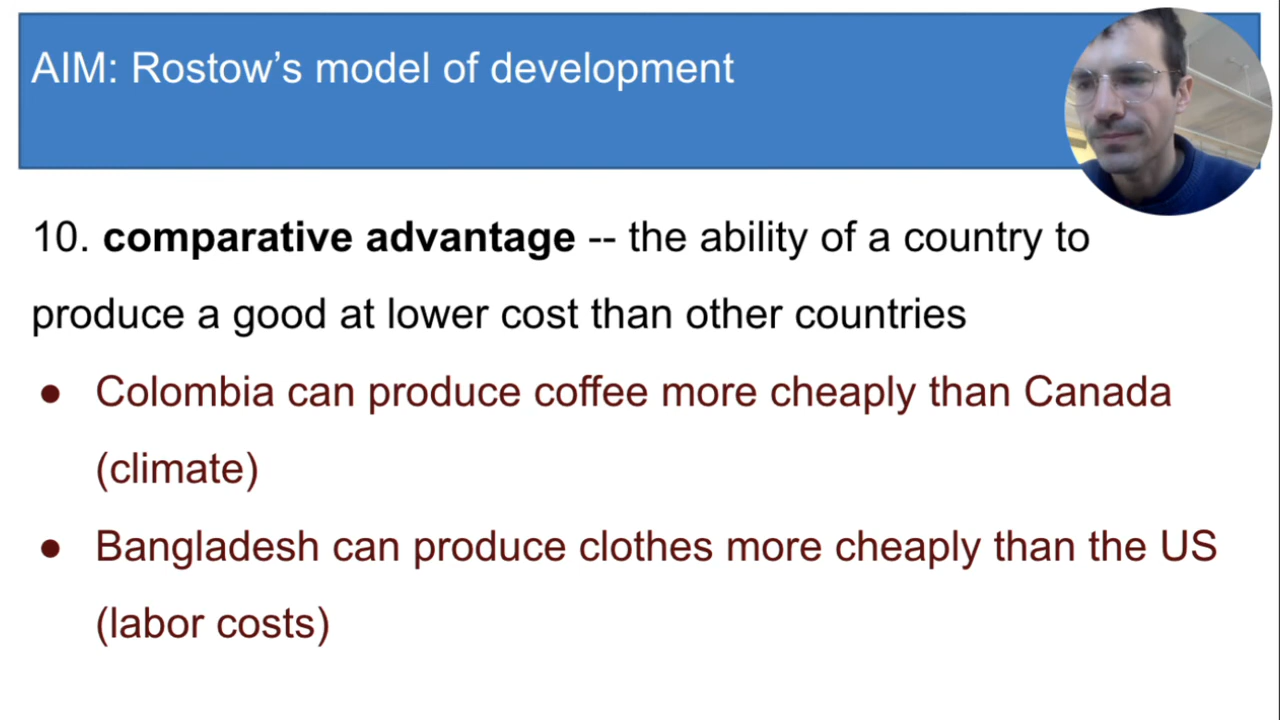 AIM: Rostow’s model of development
10. comparative advantage -- the ability of a country to
produce a good at lower cost than other countries
● Colombia can produce coffee more cheaply than Canada
(climate)
● Bangladesh can produce clothes more cheaply than the US
(labor costs)